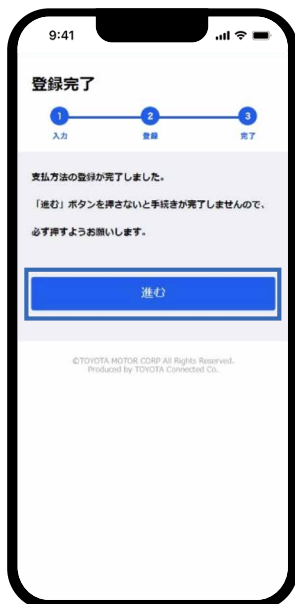 9:41
登録完了
1 2 3
入力 登録 完了
支払方法の登録が完了しました。
「進む」ボタンを押さないと手続きが完了しませんので、
必ず押すようお願いします。
進む
©TOYOTA MOTOR CORP All Rights Reserved.
Produced by TOYOTA Connected Co.